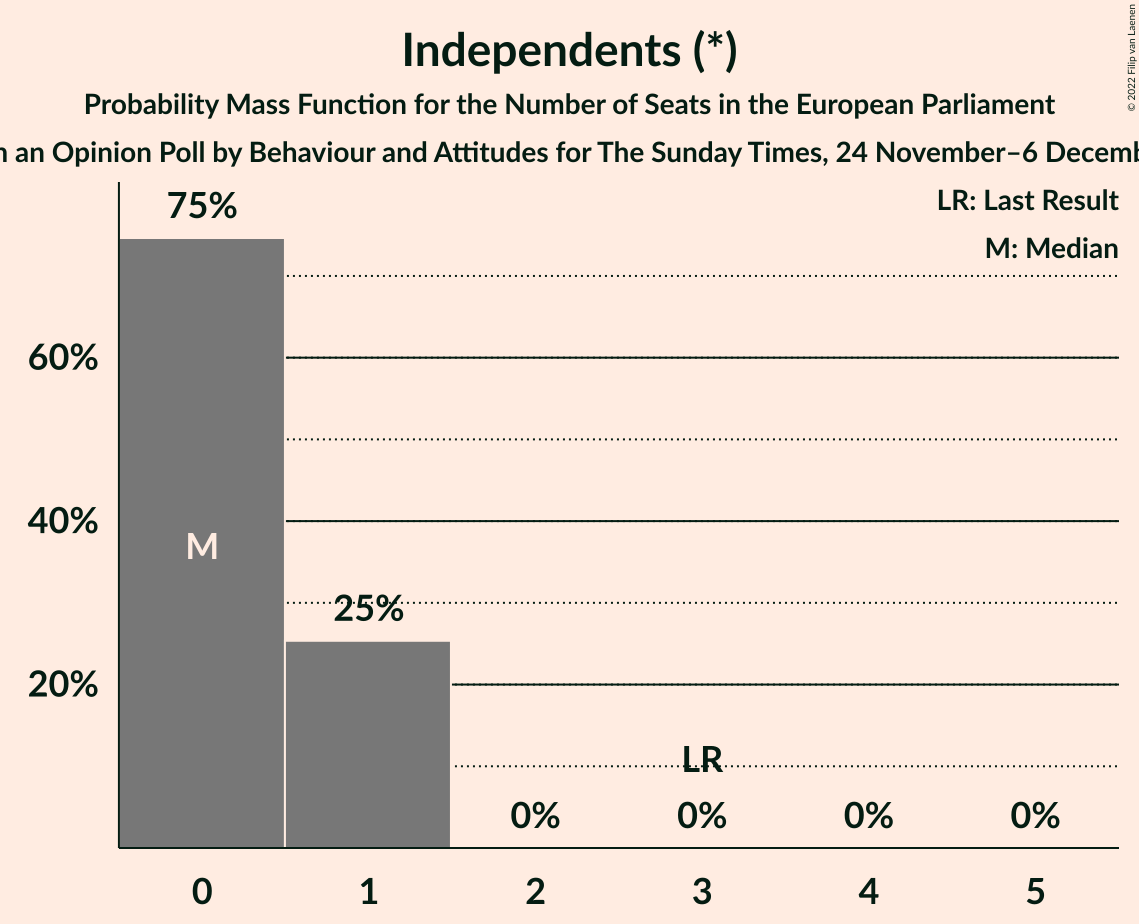 Independents (*)
Probability Mass Function for the Number of Seats in the European Parliament
an Opinion Poll by Behaviour and Attitudes for The Sunday Times, 24 November–6
© 2022 Filip van Laenen
LR: Last Result
M: Median
75%
60%
40%
M
25%
20%
LR
0% 0% 0% 0%
0 1 2 3 4 5